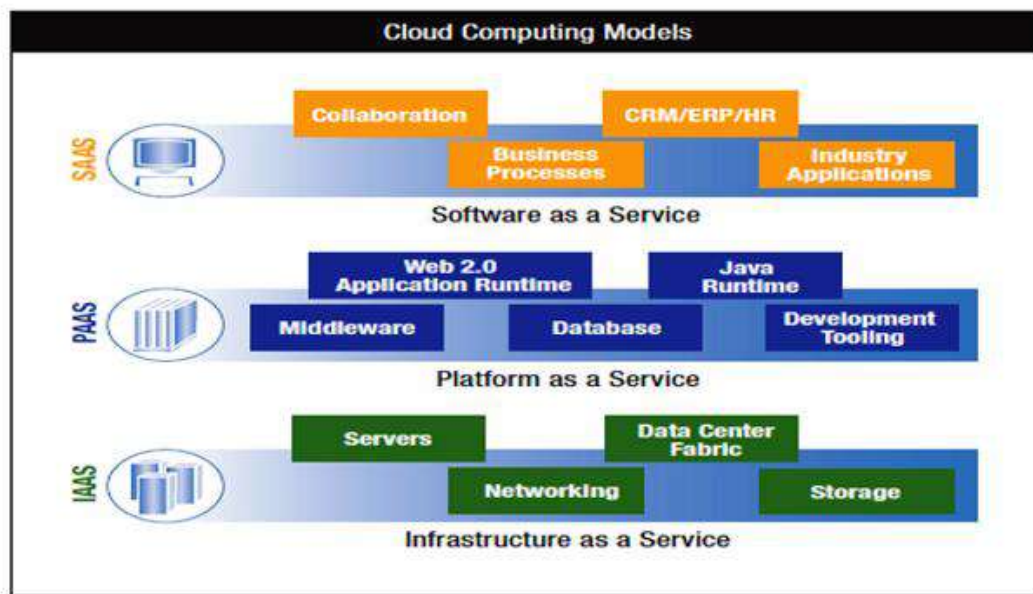 Cloud Computing Models
SAAS
Collaboration
CRM/ERP/HR
Business
Processes
Industry
Applications
Software as a Service
PAAS
Web 2.0
Application Runtime
Java
Runtime
Middleware
Database
Development
Tooling
Platform as a Service
IAAS
Servers
Data Center
Fabric
Networking
Storage
Infrastructure as a Service